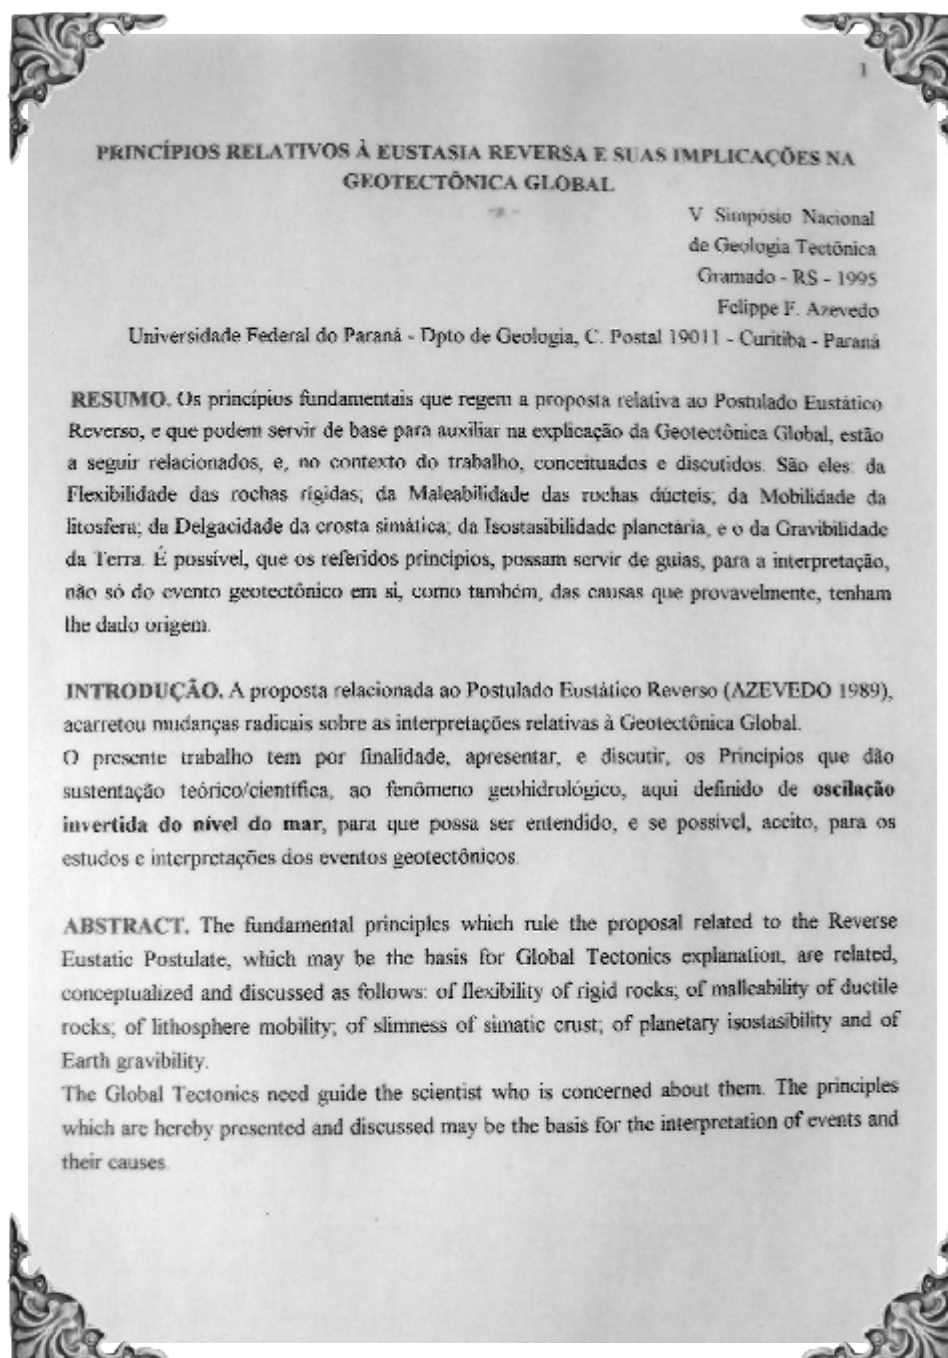 1
PRINCÍPIOS RELATIVOS À EUSTASIA REVERSA E SUAS IMPLICAÇÕES NA
GEOTECTÔNICA GLOBAL
V Simpósio Nacional
de Geologia Tectônica
Gramado - RS - 1995
Felippe F. Azevedo
Universidade Federal do Paraná - Dpto de Geologia, C. Postal 19011 - Curitiba - Paraná
RESUMO. Os princípios fundamentais que regem a proposta relativa ao Postulado Eustático
Reverso, e que podem servir de base para auxiliar na explicação da Geotectônica Global, estão
a seguir relacionados, e, no contexto do trabalho, conceituados e discutidos. São eles: da
Flexibilidade das rochas rígidas; da Maleabilidade das rochas dúcteis; da Mobilidade da
litosfera; da Delgacidade da crosta simática; da Isostasibilidade planetária, e o da Gravibilidade
da Terra. É possível, que os referidos princípios, possam servir de guias, para a interpretação,
não só do evento geotectônico em si, como também, das causas que provavelmente, tenham
lhe dado origem.
INTRODUÇÃO. A proposta relacionada ao Postulado Eustático Reverso (AZEVEDO 1989),
acarretou mudanças radicais sobre as interpretações relativas à Geotectônica Global.
O presente trabalho tem por finalidade, apresentar, e discutir, os Princípios que dão
sustentação teórico/científica, ao fenômeno geohidrológico, aqui definido de oscilação
invertida do nível do mar, para que possa ser entendido, e se possível, aceito, para os
estudos e interpretações dos eventos geotectônicos.
ABSTRACT. The fundamental principles which rule the proposal related to the Reverse
Eustatic Postulate, which may be the basis for Global Tectonics explanation, are related,
conceptualized and discussed as follows: of flexibility of rigid rocks; of malleability of ductile
rocks; of lithosphere mobility; of slimness of simatic crust; of planetary isostasibility and of
Earth gravibility.
The Global Tectonics need guide the scientist who is concerned about them. The principles
which are hereby presented and discussed may be the basis for the interpretation of events and
their causes.